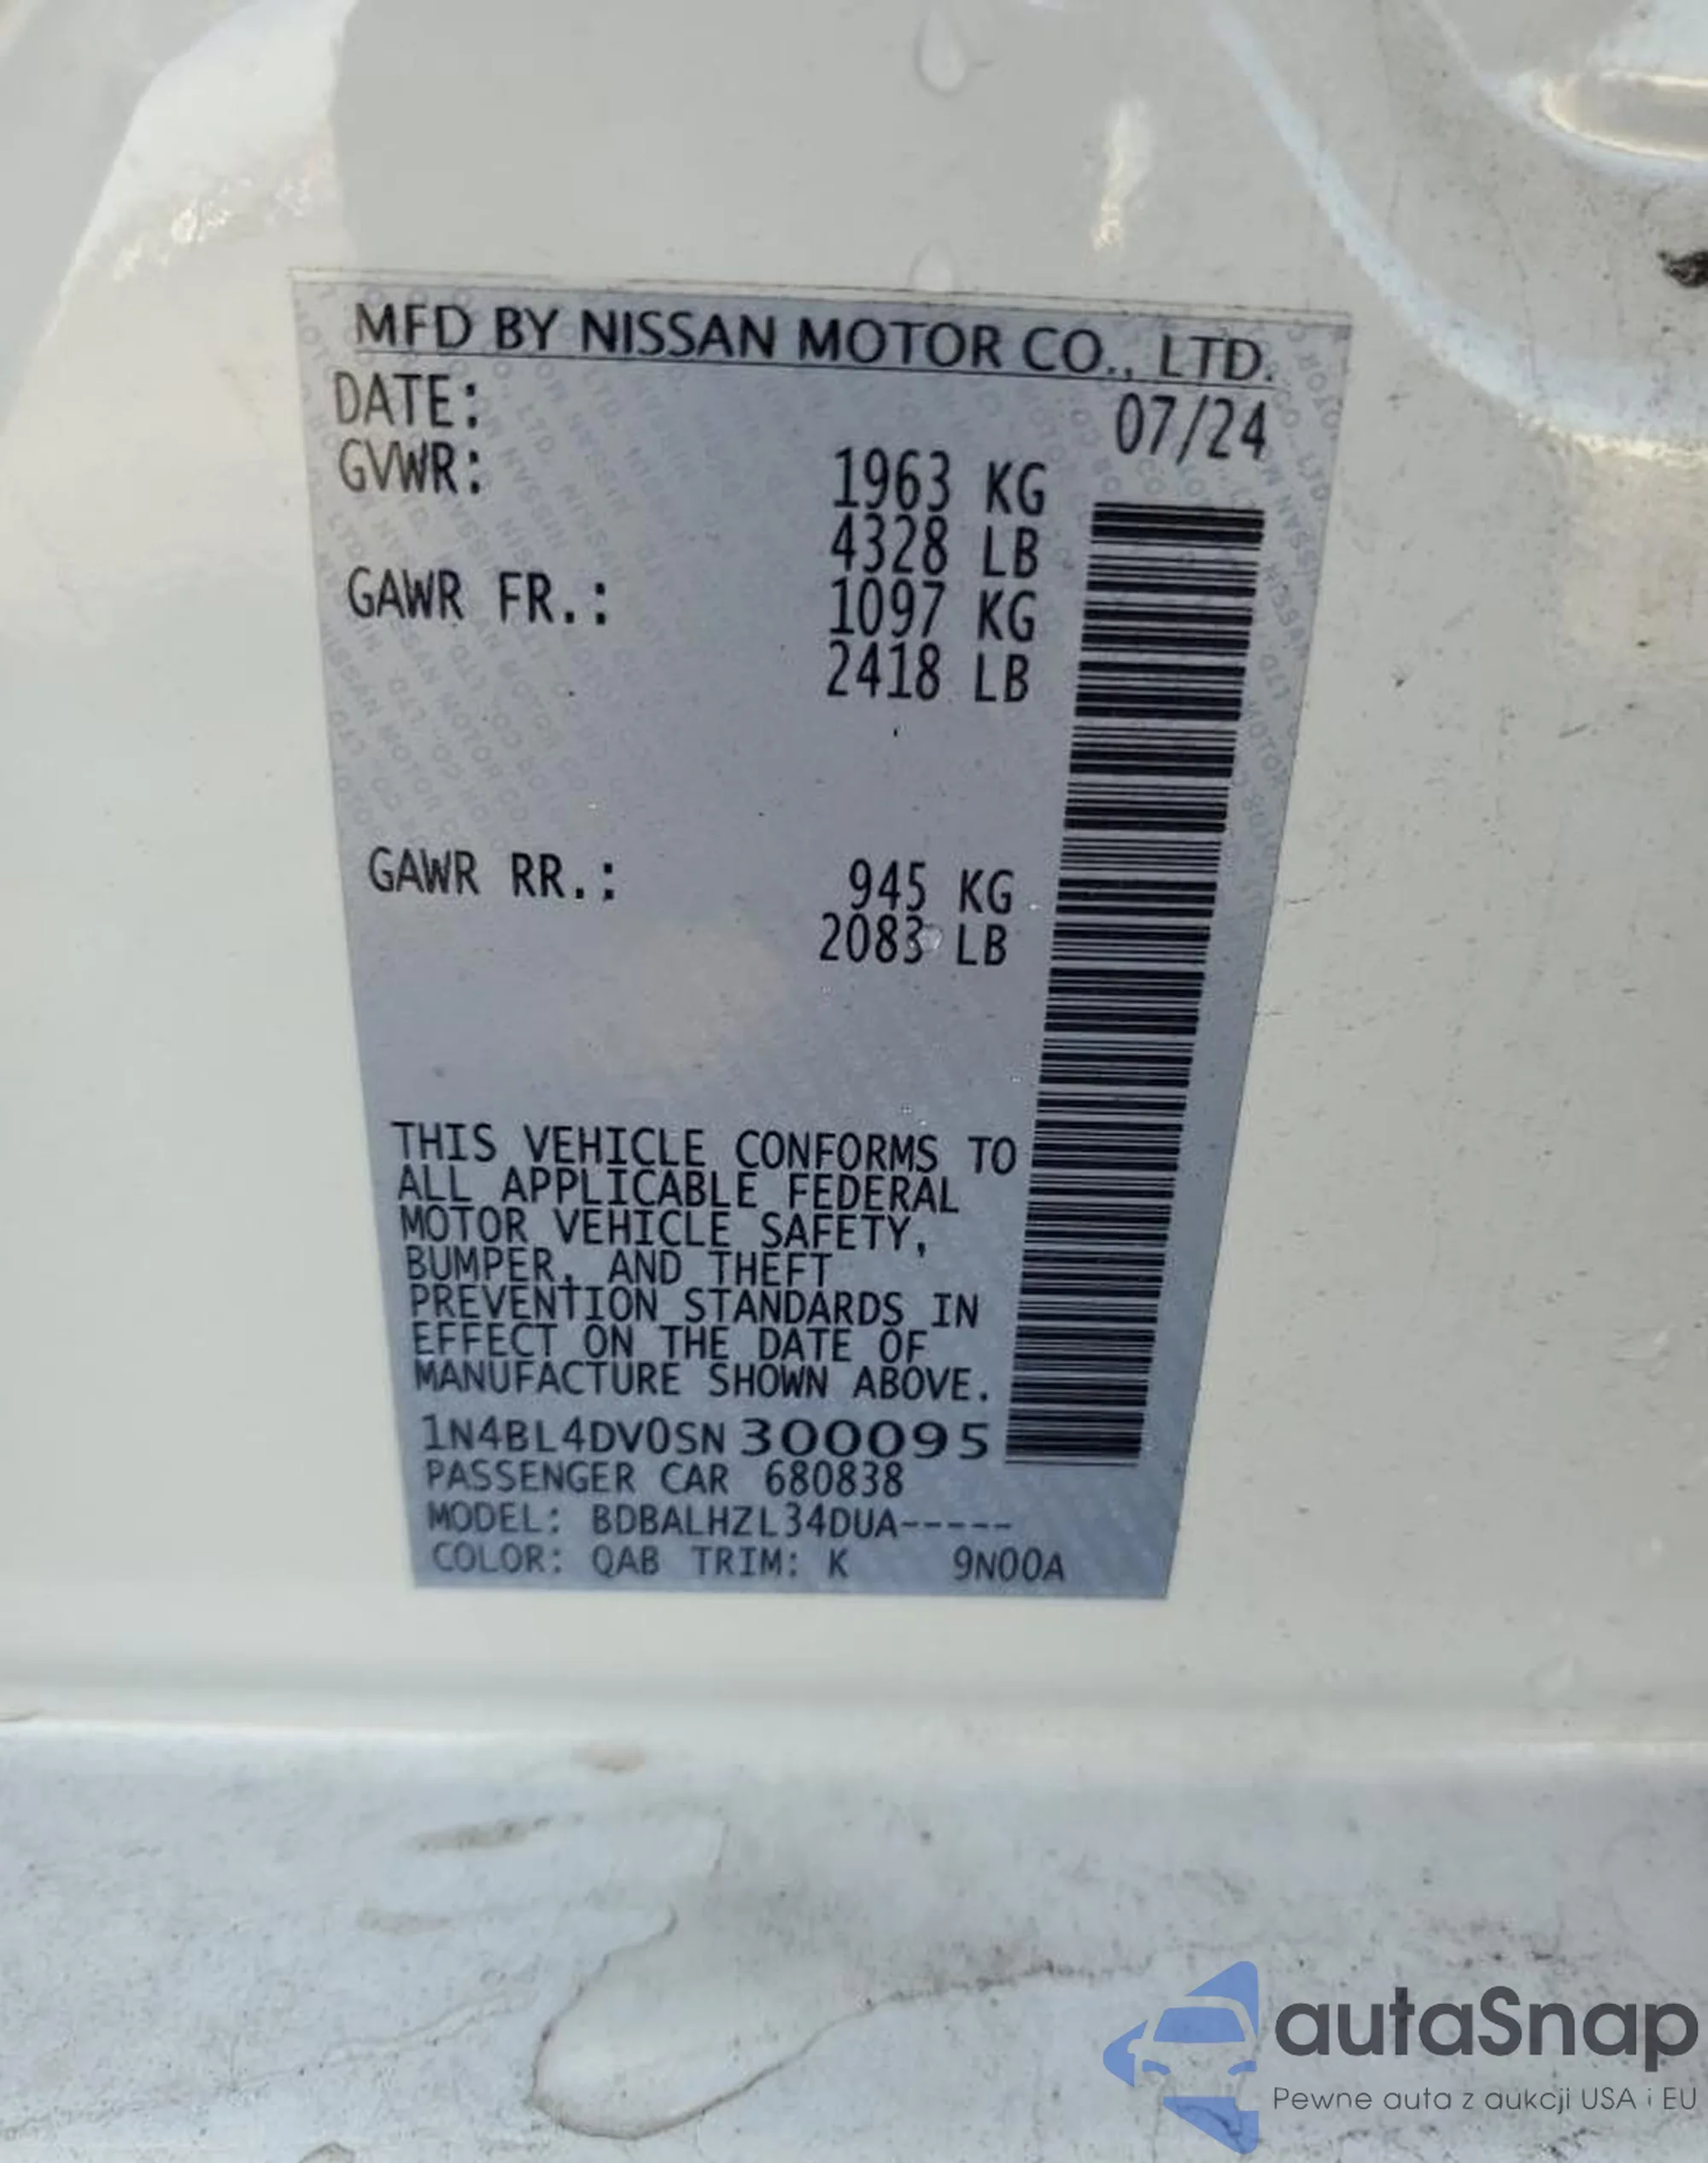 MFD BY NISSAN MOTOR CO., LTD.
DATE: 07/24
GVWR: 1963 KG
4328 LB
GAWR FR.: 1097 KG
2418 LB
GAWR RR.: 945 KG
2083 LB
THIS VEHICLE CONFORMS TO
ALL APPLICABLE FEDERAL
MOTOR VEHICLE SAFETY,
BUMPER, AND THEFT
PREVENTION STANDARDS IN
EFFECT ON THE DATE OF
MANUFACTURE SHOWN ABOVE.
1N4BL4DV0SN300095
PASSENGER CAR 680838
MODEL: BDBALHZL34DUA-----
COLOR: QAB TRIM: K 9N00A
autaSnap
Pewne auta z aukcji USA i EU